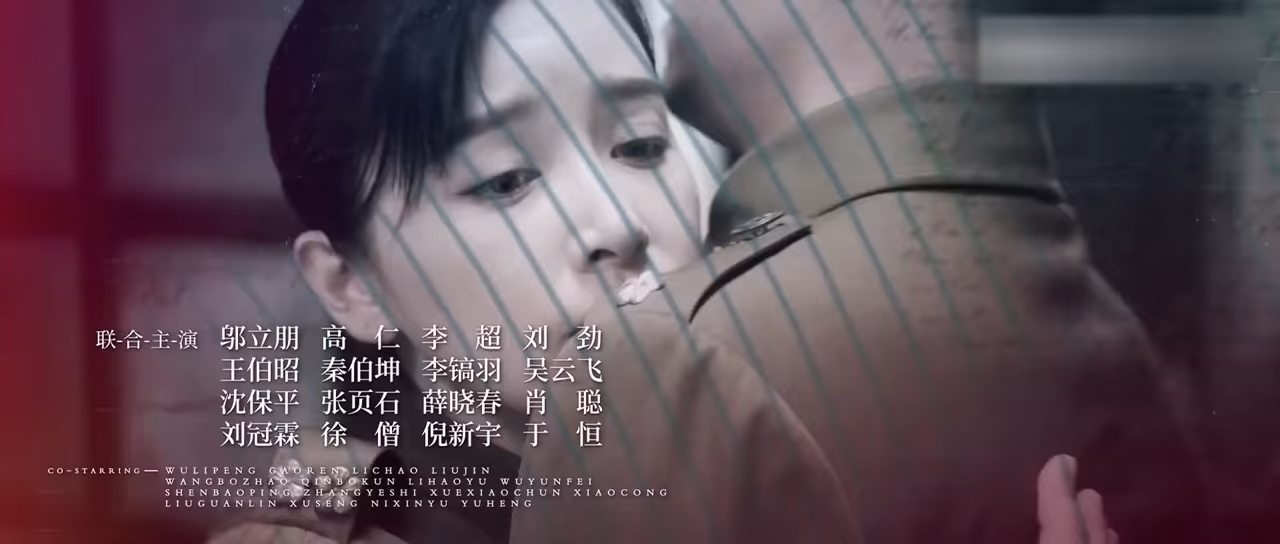 联-合-主-演 邬立朋 高仁 李超 刘劲
王伯昭 秦伯坤 李镐羽 吴云飞
沈保平 张页石 薛晓春 肖聪
刘冠霖 徐僧 倪新宇 于恒
CO-STARRING— WULIPENG GAOREN LICHAO LIUJIN
WANGBOZHAO QINBOKUN LIHAOYU WUYUNFEI
SHENBAOPING ZHANGYESHI XUEXIAOCHUN XIAOCONG
LIUGUANLIN XUSENG NIXINYU YUHENG